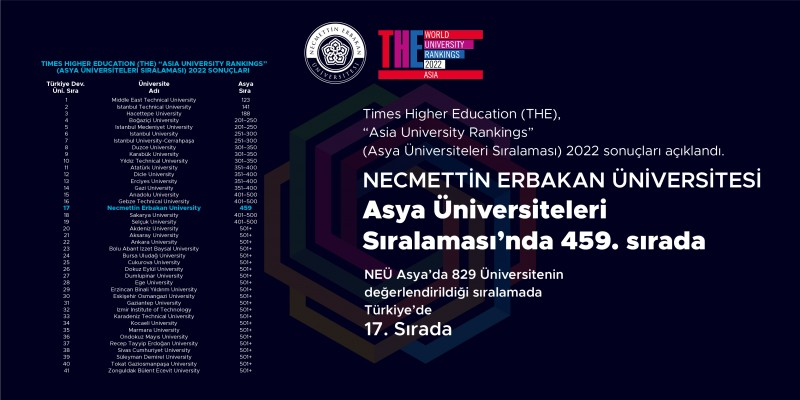 TIMES HIGHER EDUCATION (THE) “ASIA UNIVERSITY RANKINGS”
(ASYA ÜNİVERSİTELERİ SIRALAMASI) 2022 SONUÇLARI
Türkiye Dev. Üni. Sıra Üniversite Adı Asya Sıra
1 Middle East Technical University 123
2 Istanbul Technical University 141
3 Hacettepe University 188
4 Boğaziçi University 201–250
5 Istanbul Medeniyet University 201–250
6 Istanbul University 251–300
7 Istanbul University-Cerrahpaşa 251–300
8 Düzce University 301–350
9 Karabük University 301–350
10 Yıldız Technical University 301–350
11 Atatürk University 351–400
12 Dicle University 351–400
13 Erciyes University 351–400
14 Gazi University 351–400
15 Anadolu University 401–500
16 Gebze Technical University 401–500
17 Necmettin Erbakan University 459
18 Sakarya University 401–500
19 Selçuk University 401–500
20 Akdeniz University 501+
21 Aksaray University 501+
22 Ankara University 501+
23 Bolu Abant Izzet Baysal University 501+
24 Bursa Uludağ University 501+
25 Cukurova University 501+
26 Dokuz Eylül University 501+
27 Dumlupınar University 501+
28 Ege University 501+
29 Erzincan Binali Yıldırım University 501+
30 Eskişehir Osmangazi University 501+
31 Gaziantep University 501+
32 Izmir Institute of Technology 501+
33 Karadeniz Technical University 501+
34 Kocaeli University 501+
35 Marmara University 501+
36 Ondokuz Mayıs University 501+
37 Recep Tayyip Erdoğan University 501+
38 Sivas Cumhuriyet University 501+
39 Süleyman Demirel University 501+
40 Tokat Gaziosmanpaşa University 501+
41 Zonguldak Bülent Ecevit University 501+
NECMETTİN ERBAKAN
ÜNİVERSİTESİ
THE
WORLD
UNIVERSITY
RANKINGS
2022
ASIA
Times Higher Education (THE),
“Asia University Rankings”
(Asya Üniversiteleri Sıralaması) 2022 sonuçları açıklandı.
NECMETTİN ERBAKAN ÜNİVERSİTESİ
Asya Üniversiteleri
Sıralaması’nda 459. sırada
NEÜ Asya’da 829 Üniversitenin
değerlendirildiği sıralamada
Türkiye’de
17. Sırada